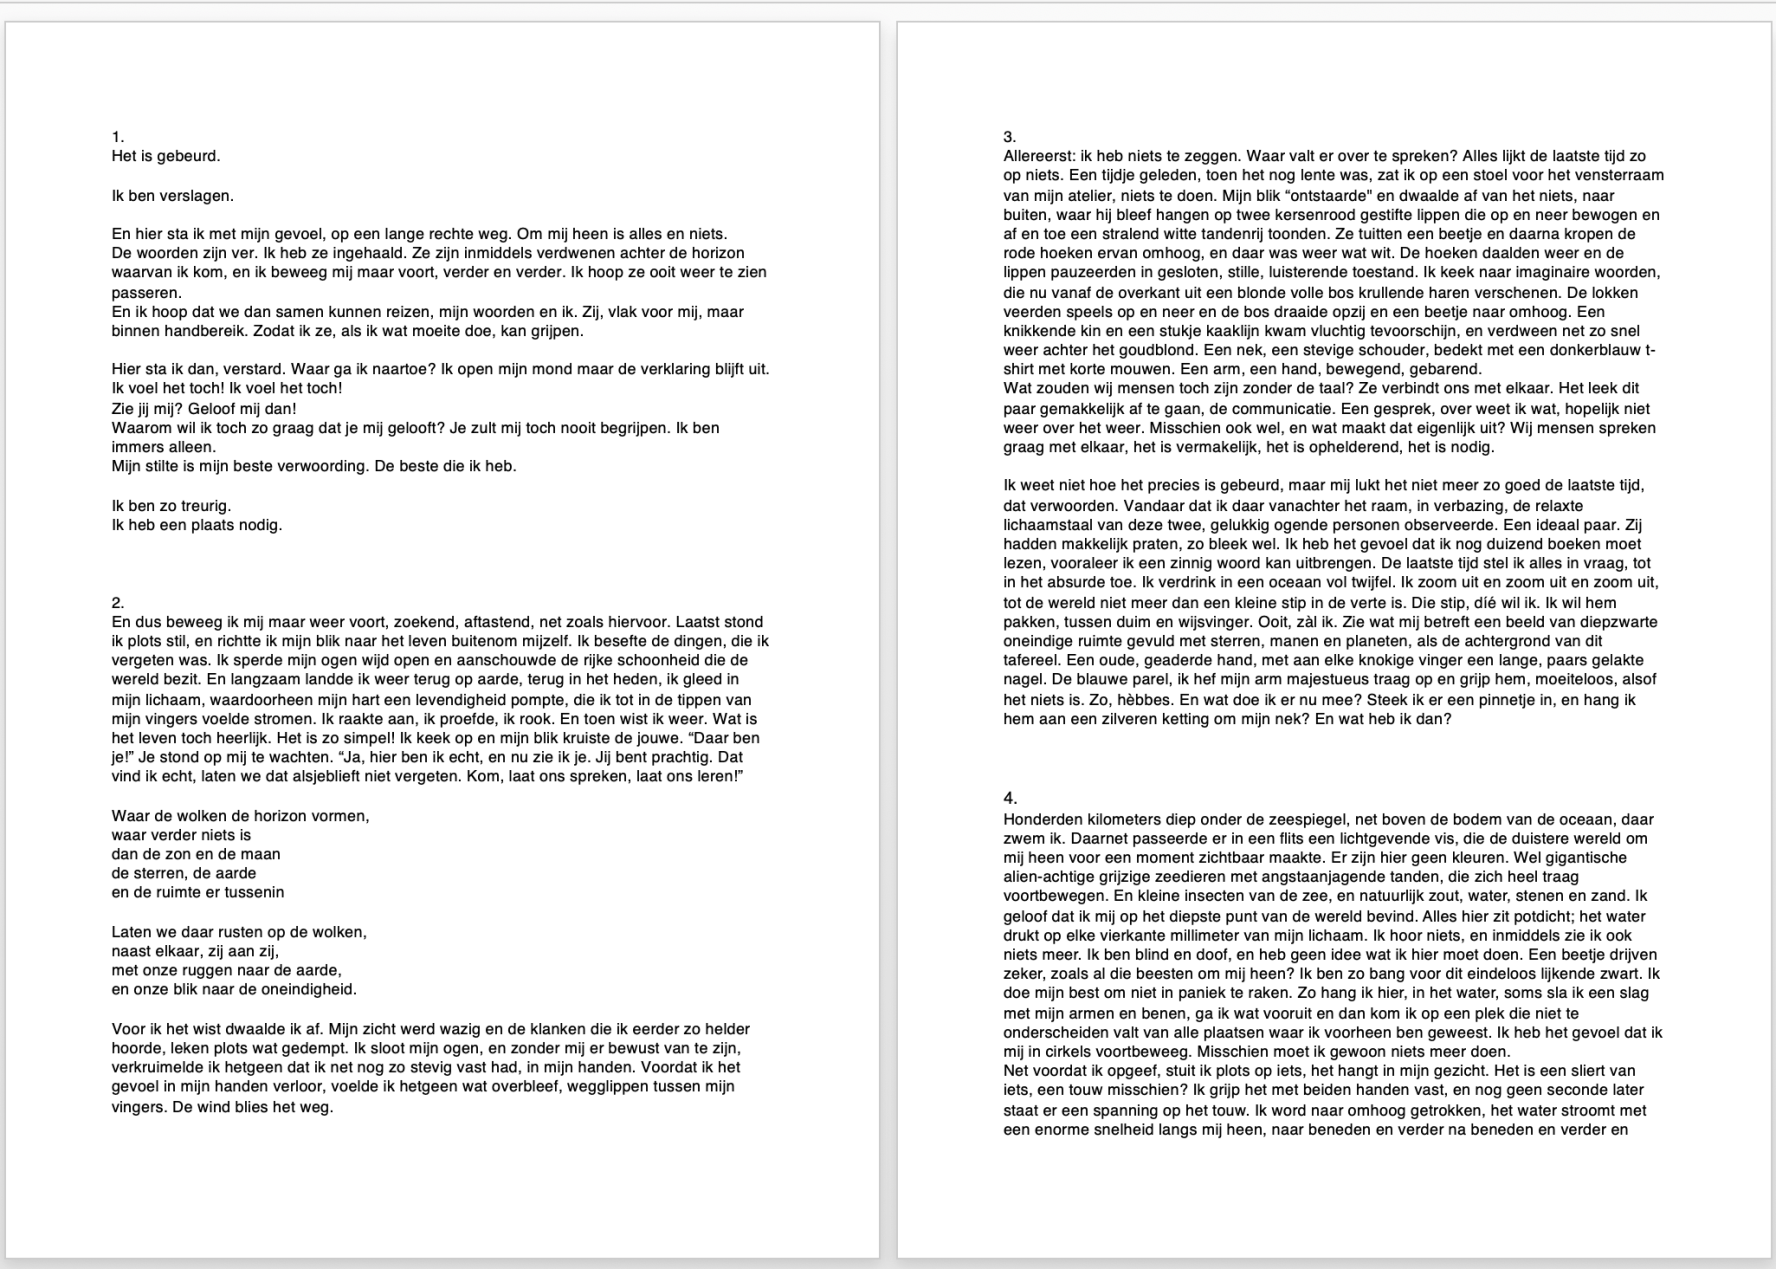 1.
Het is gebeurd.
Ik ben verslagen.
En hier sta ik met mijn gevoel, op een lange rechte weg. Om mij heen is alles en niets.
De woorden zijn ver. Ik heb ze ingehaald. Ze zijn inmiddels verdwenen achter de horizon
waarvan ik kom, en ik beweeg mij maar voort, verder en verder. Ik hoop ze ooit weer te zien
passeren.
En ik hoop dat we dan samen kunnen reizen, mijn woorden en ik. Zij, vlak voor mij, maar
binnen handbereik. Zodat ik ze, als ik wat moeite doe, kan grijpen.
Hier sta ik dan, verstard. Waar ga ik naartoe? Ik open mijn mond maar de verklaring blijft uit.
Ik voel het toch! Ik voel het toch!
Zie jij mij? Geloof mij dan!
Waarom wil ik toch zo graag dat je mij gelooft? Je zult mij toch nooit begrijpen. Ik ben
immers alleen.
Mijn stilte is mijn beste verwoording. De beste die ik heb.
Ik ben zo treurig.
Ik heb een plaats nodig.
2.
En dus beweeg ik mij maar weer voort, zoekend, aftastend, net zoals hiervoor. Laatst stond
ik plots stil, en richtte ik mijn blik naar het leven buitenom mijzelf. Ik besefte de dingen, die ik
vergeten was. Ik sperde mijn ogen wijd open en aanschouwde de rijke schoonheid die de
wereld bezit. En langzaam landde ik weer terug op aarde, terug in het heden, ik gleed in
mijn lichaam, waardoorheen mijn hart een levendigheid pompte, die ik tot in de tippen van
mijn vingers voelde stromen. Ik raakte aan, ik proefde, ik rook. En toen wist ik weer. Wat is
het leven toch heerlijk. Het is zo simpel! Ik keek op en mijn blik kruiste de jouwe. “Daar ben
je!” Je stond op mij te wachten. “Ja, hier ben ik echt, en nu zie ik je. Jij bent prachtig. Dat
vind ik echt, laten we dat alsjeblieft niet vergeten. Kom, laat ons spreken, laat ons leren!”
Waar de wolken de horizon vormen,
waar verder niets is
dan de zon en de maan
de sterren, de aarde
en de ruimte er tussenin
Laten we daar rusten op de wolken,
naast elkaar, zij aan zij,
met onze ruggen naar de aarde,
en onze blik naar de oneindigheid.
Voor ik het wist dwaalde ik af. Mijn zicht werd wazig en de klanken die ik eerder zo helder
hoorde, leken plots wat gedempt. Ik sloot mijn ogen, en zonder mij er bewust van te zijn,
verkruimelde ik hetgeen dat ik net nog zo stevig vast had, in mijn handen. Voordat ik het
gevoel in mijn handen verloor, voelde ik hetgeen wat overbleef, wegglippen tussen mijn
vingers. De wind blies het weg.
3.
Allereerst: ik heb niets te zeggen. Waar valt er over te spreken? Alles lijkt de laatste tijd zo
op niets. Een tijdje geleden, toen het nog lente was, zat ik op een stoel voor het vensterraam
van mijn atelier, niets te doen. Mijn blik “ontstaarde" en dwaalde af van het niets, naar
buiten, waar hij bleef hangen op twee kersenrood gestifte lippen die op en neer bewogen en
af en toe een stralend witte tandenrij toonden. Ze tuitten een beetje en daarna kropen de
rode hoeken ervan omhoog, en daar was weer wat wit. De hoeken daalden weer en de
lippen pauzeerden in gesloten, stille, luisterende toestand. Ik keek naar imaginaire woorden,
die nu vanaf de overkant uit een blonde volle bos krullende haren verschenen. De lokken
veerden speels op en neer en de bos draaide opzij en een beetje naar omhoog. Een
knikkende kin en een stukje kaaklijn kwam vluchtig tevoorschijn, en verdween net zo snel
weer achter het goudblond. Een nek, een stevige schouder, bedekt met een donkerblauw t-
shirt met korte mouwen. Een arm, een hand, bewegend, gebarend.
Wat zouden wij mensen toch zijn zonder de taal? Ze verbindt ons met elkaar. Het leek dit
paar gemakkelijk af te gaan, de communicatie. Een gesprek, over weet ik wat, hopelijk niet
weer over het weer. Misschien ook wel, en wat maakt dat eigenlijk uit? Wij mensen spreken
graag met elkaar, het is vermakelijk, het is ophelderend, het is nodig.
Ik weet niet hoe het precies is gebeurd, maar mij lukt het niet meer zo goed de laatste tijd,
dat verwoorden. Vandaar dat ik daar vanachter het raam, in verbazing, de relaxte
lichaamstaal van deze twee, gelukkig ogende personen observeerde. Een ideaal paar. Zij
hadden makkelijk praten, zo bleek wel. Ik heb het gevoel dat ik nog duizend boeken moet
lezen, vooraleer ik een zinnig woord kan uitbrengen. De laatste tijd stel ik alles in vraag, tot
in het absurde toe. Ik verdrink in een oceaan vol twijfel. Ik zoom uit en zoom uit en zoom uit,
tot de wereld niet meer dan een kleine stip in de verte is. Die stip, díé wil ik. Ik wil hem
pakken, tussen duim en wijsvinger. Ooit, zàl ik. Zie wat mij betreft een beeld van diepzwarte
oneindige ruimte gevuld met sterren, manen en planeten, als de achtergrond van dit
tafereel. Een oude, geaderde hand, met aan elke knokige vinger een lange, paars gelakte
nagel. De blauwe parel, ik hef mijn arm majestueus traag op en grijp hem, moeiteloos, alsof
het niets is. Zo, hèbbes. En wat doe ik er nu mee? Steek ik er een pinnetje in, en hang ik
hem aan een zilveren ketting om mijn nek? En wat heb ik dan?
4.
Honderden kilometers diep onder de zeespiegel, net boven de bodem van de oceaan, daar
zwem ik. Daarnet passeerde er in een flits een lichtgevende vis, die de duistere wereld om
mij heen voor een moment zichtbaar maakte. Er zijn hier geen kleuren. Wel gigantische
alien-achtige grijzige zeedieren met angstaanjagende tanden, die zich heel traag
voortbewegen. En kleine insecten van de zee, en natuurlijk zout, water, stenen en zand. Ik
geloof dat ik mij op het diepste punt van de wereld bevind. Alles hier zit potdicht; het water
drukt op elke vierkante millimeter van mijn lichaam. Ik hoor niets, en inmiddels zie ik ook
niets meer. Ik ben blind en doof, en heb geen idee wat ik hier moet doen. Een beetje drijven
zeker, zoals al die beesten om mij heen? Ik ben zo bang voor dit eindeloos lijkende zwart. Ik
doe mijn best om niet in paniek te raken. Zo hang ik hier, in het water, soms sla ik een slag
met mijn armen en benen, ga ik wat vooruit en dan kom ik op een plek die niet te
onderscheiden valt van alle plaatsen waar ik voorheen ben geweest. Ik heb het gevoel dat ik
mij in cirkels voortbeweeg. Misschien moet ik gewoon niets meer doen.
Net voordat ik opgeef, stuit ik plots op iets, het hangt in mijn gezicht. Het is een sliert van
iets, een touw misschien? Ik grijp het met beiden handen vast, en nog geen seconde later
staat er een spanning op het touw. Ik word naar omhoog getrokken, het water stroomt met
een enorme snelheid langs mij heen, naar beneden en verder na beneden en verder en